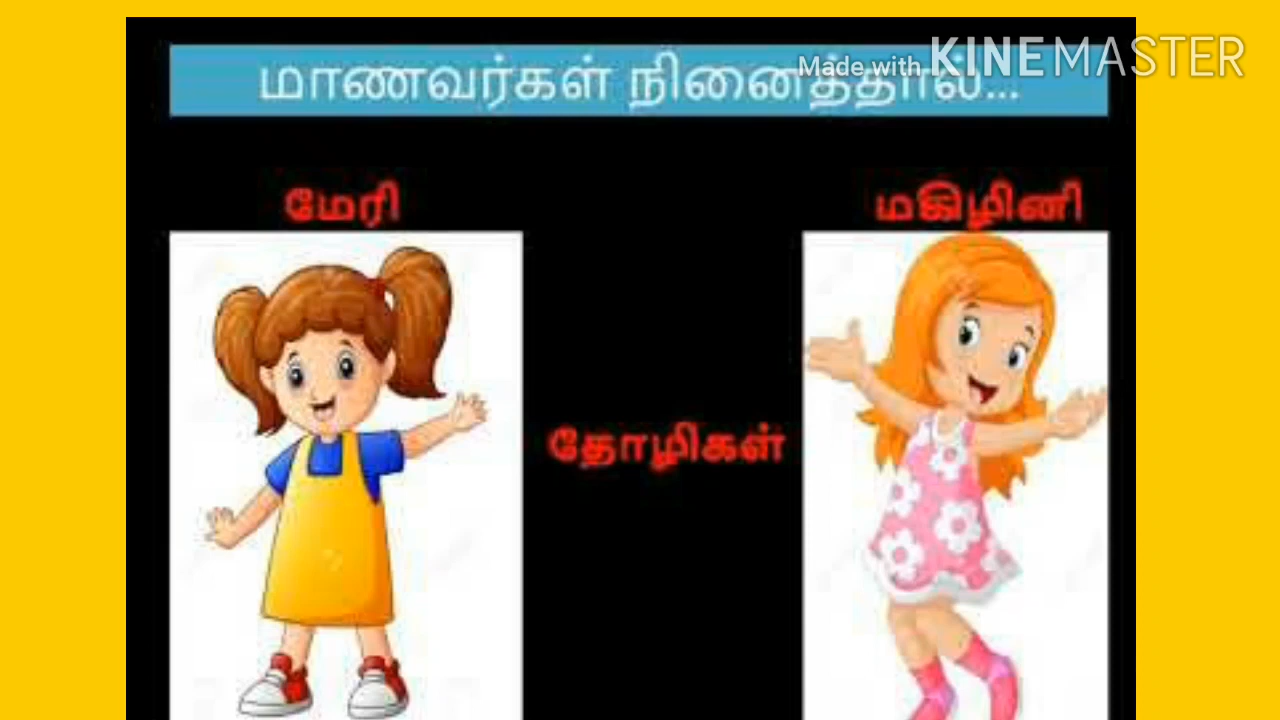 மாணவர்கள் நினைத்தால்...
Made with KINEMASTER
மேரி
மகிழினி
தோழிகள்